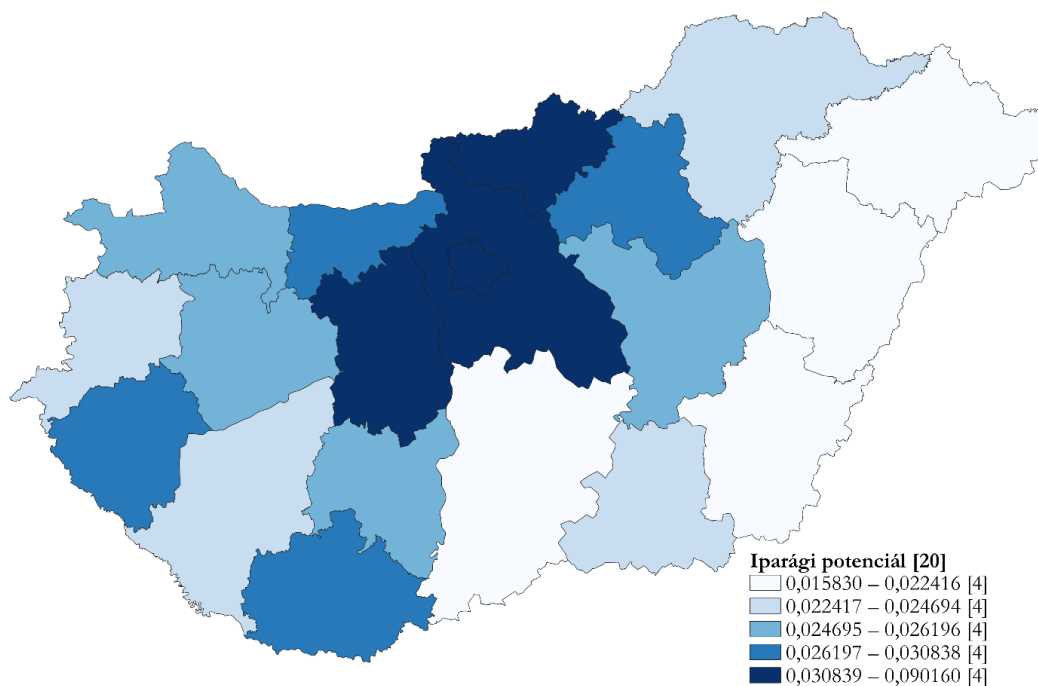 Iparági potenciál [20]
0,015830 – 0,022416 [4]
0,022417 – 0,024694 [4]
0,024695 – 0,026196 [4]
0,026197 – 0,030838 [4]
0,030839 – 0,090160 [4]